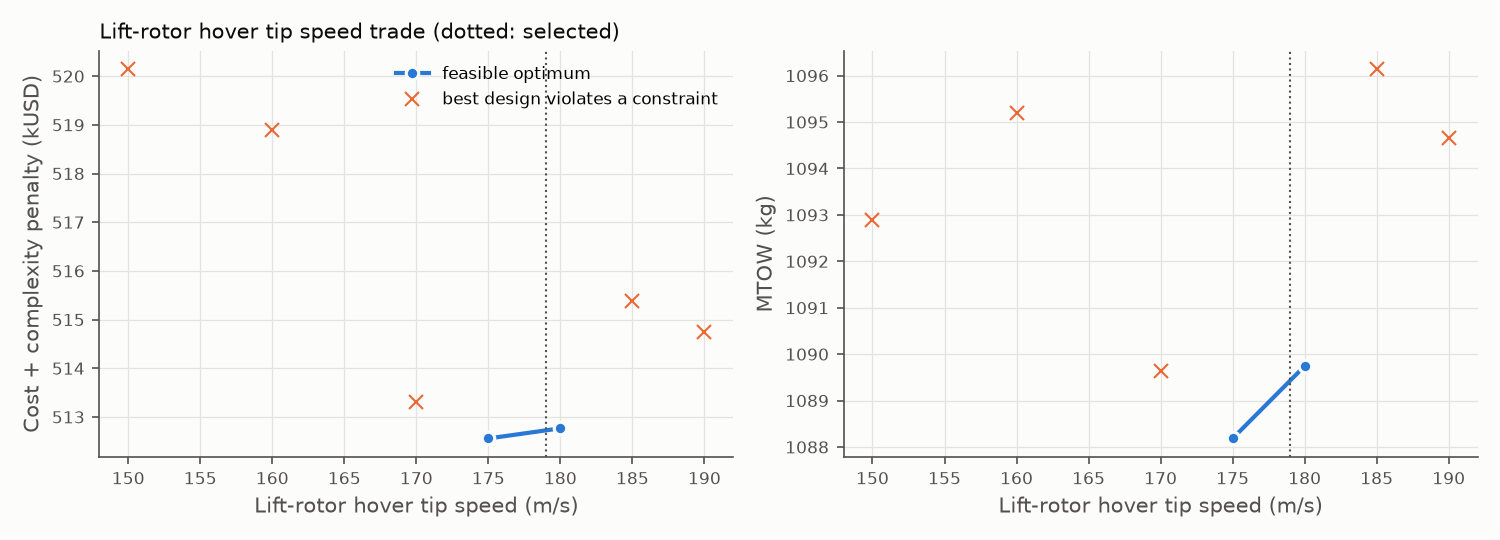 Lift-rotor hover tip speed trade (dotted: selected)
feasible optimum
best design violates a constraint
Cost + complexity penalty (kUSD)
520
519
518
517
516
515
514
513
150 155 160 165 170 175 180 185 190
Lift-rotor hover tip speed (m/s)
MTOW (kg)
1096
1095
1094
1093
1092
1091
1090
1089
1088
150 155 160 165 170 175 180 185 190
Lift-rotor hover tip speed (m/s)